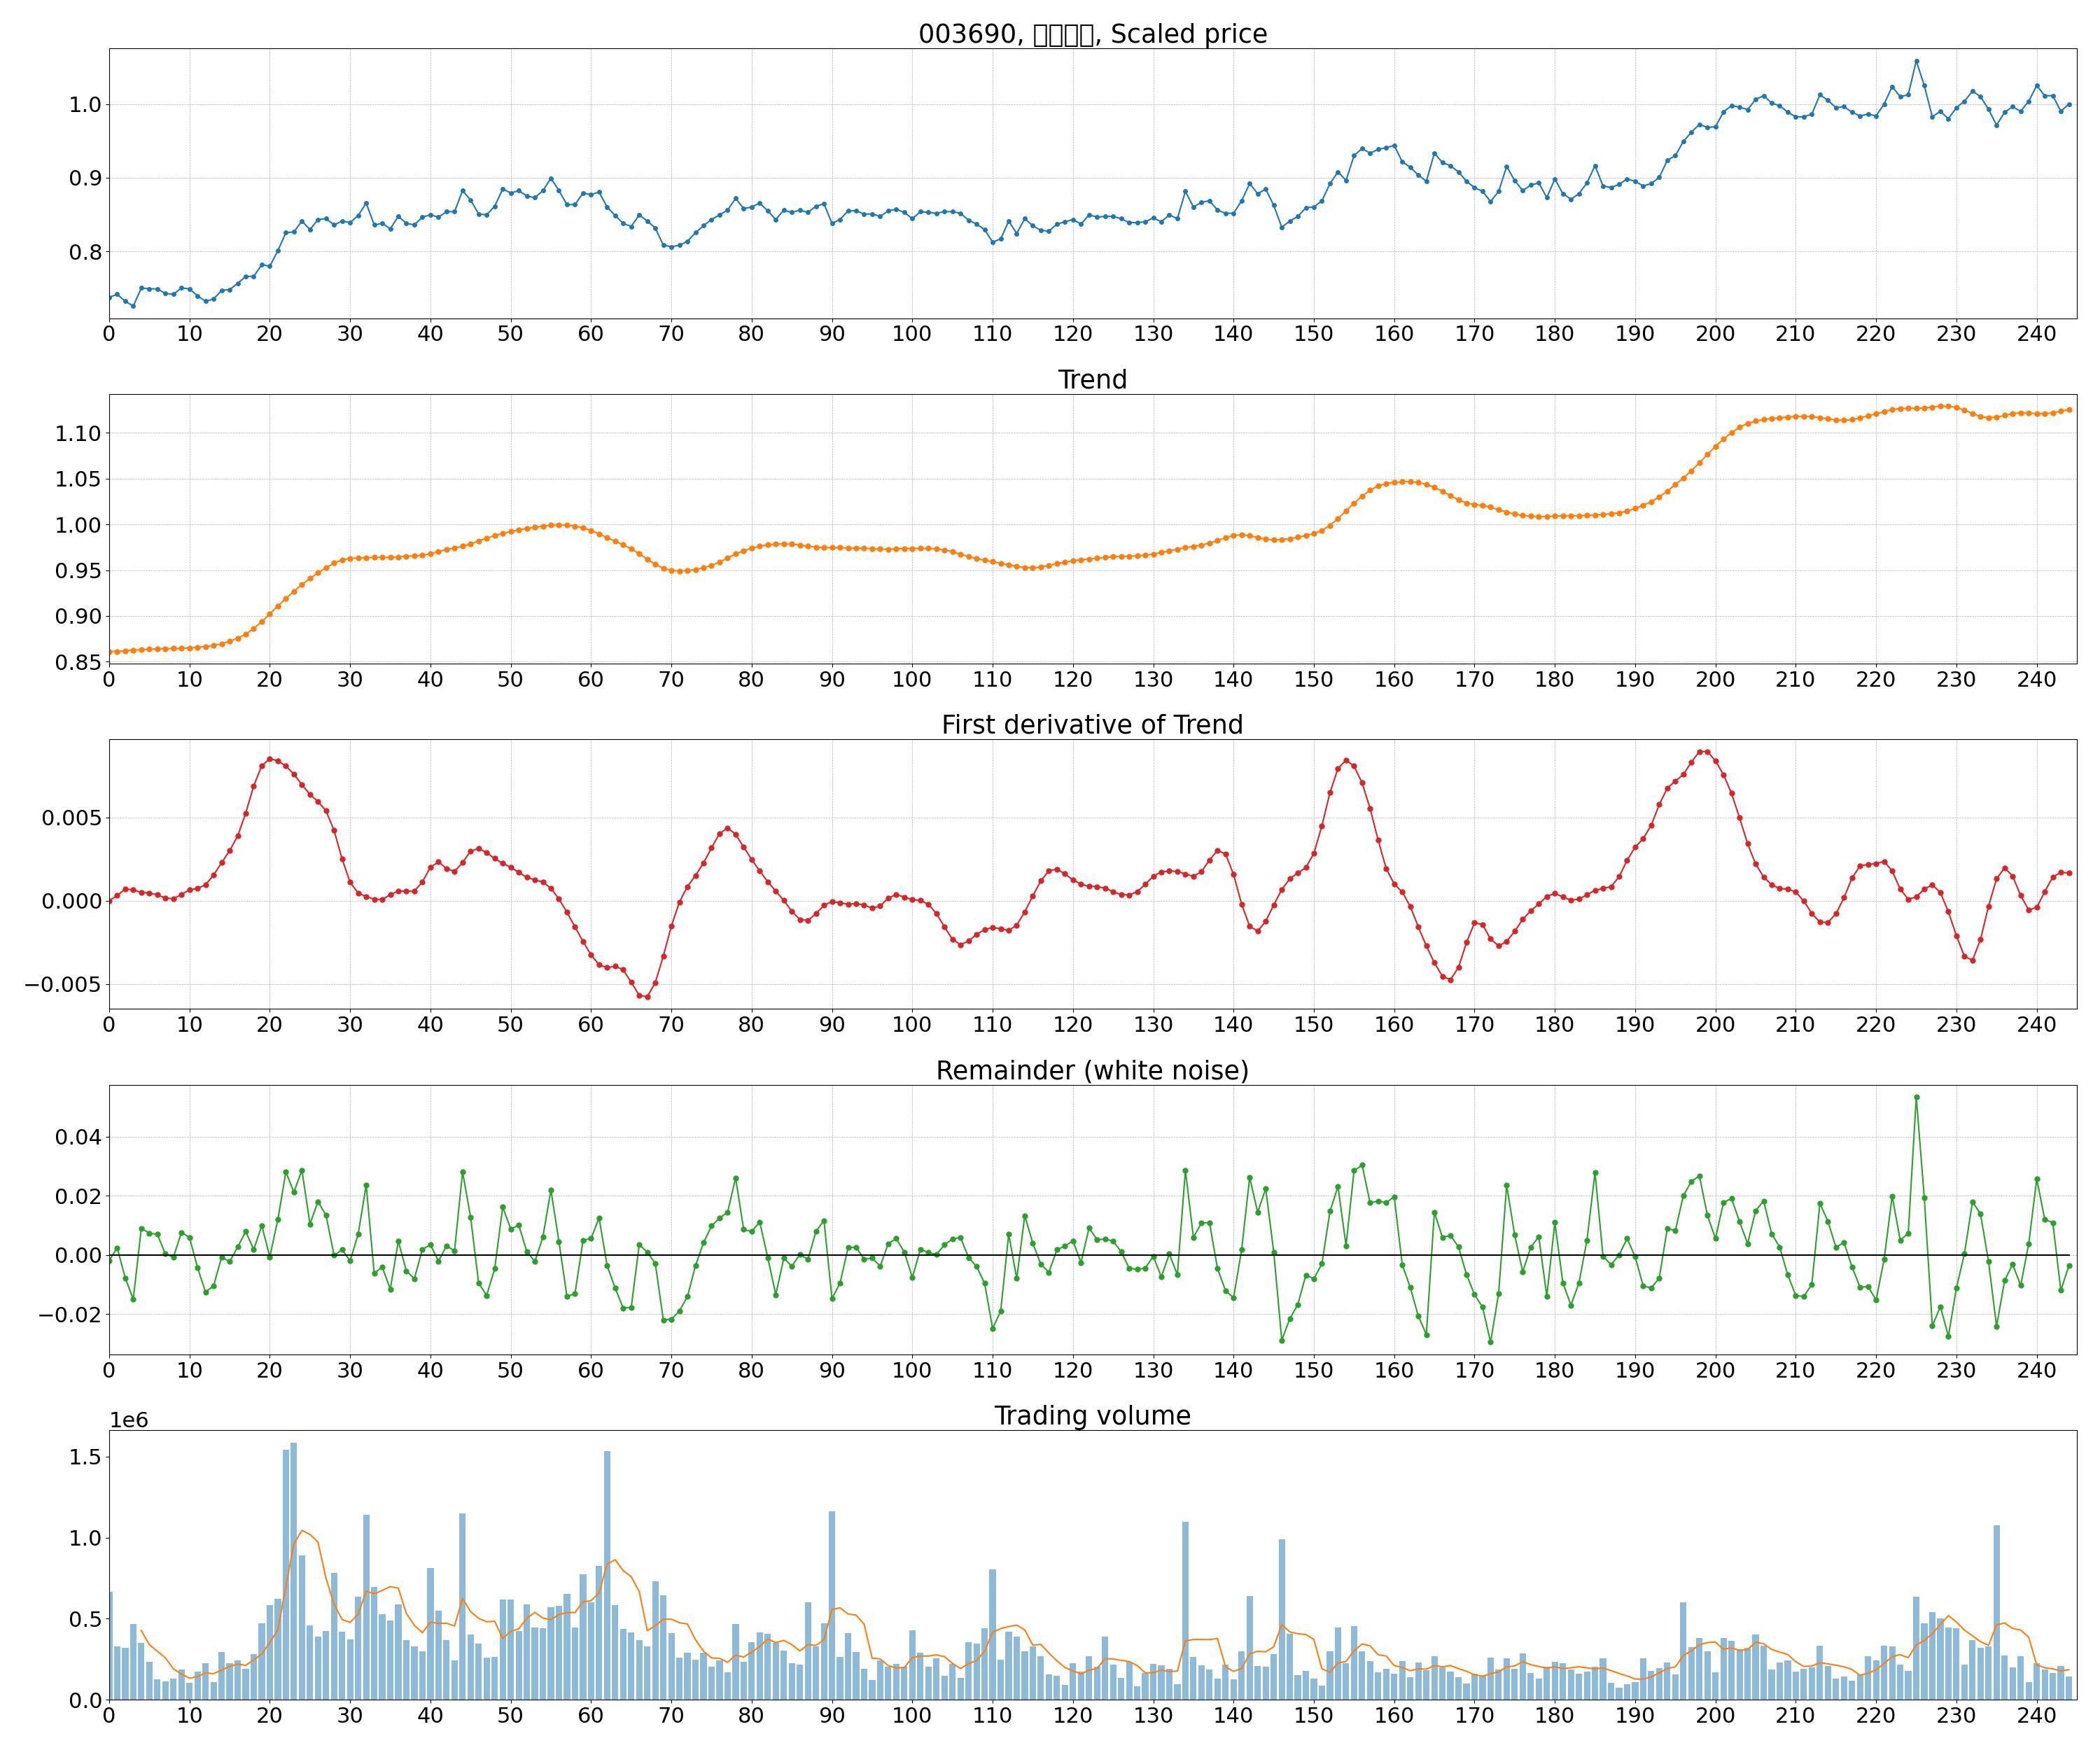 003690, □□□□, Scaled price
1.0
0.9
0.8
0 10 20 30 40 50 60 70 80 90 100 110 120 130 140 150 160 170 180 190 200 210 220 230 240
Trend
1.10
1.05
1.00
0.95
0.90
0.85
0 10 20 30 40 50 60 70 80 90 100 110 120 130 140 150 160 170 180 190 200 210 220 230 240
First derivative of Trend
0.005
0.000
−0.005
0 10 20 30 40 50 60 70 80 90 100 110 120 130 140 150 160 170 180 190 200 210 220 230 240
Remainder (white noise)
0.04
0.02
0.00
−0.02
0 10 20 30 40 50 60 70 80 90 100 110 120 130 140 150 160 170 180 190 200 210 220 230 240
Trading volume
1e6
1.5
1.0
0.5
0.0
0 10 20 30 40 50 60 70 80 90 100 110 120 130 140 150 160 170 180 190 200 210 220 230 240